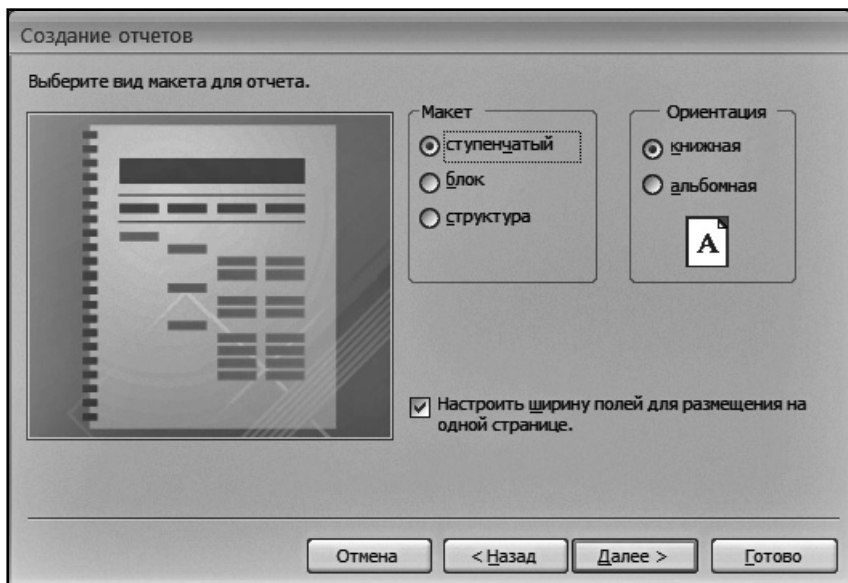 Создание отчетов
Выберите вид макета для отчета.
Макет
ступенчатый
блок
структура
Ориентация
книжная
альбомная
A
Настроить ширину полей для размещения на
одной странице.
Отмена
< Назад
Далее >
Готово